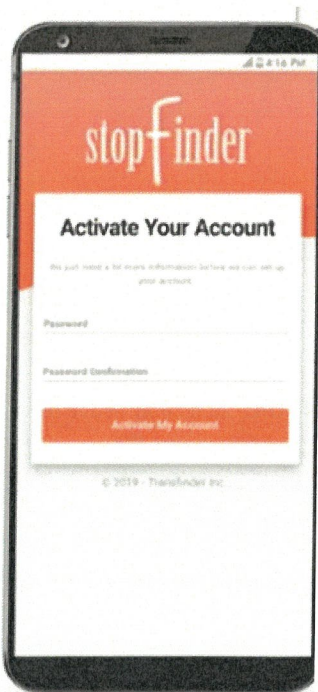 4:16 PM
stopfinder
Activate Your Account
We just need a bit more information before we can set up
your account.
Password
Password Confirmation
Activate My Account
© 2019 - Transfinder Inc.